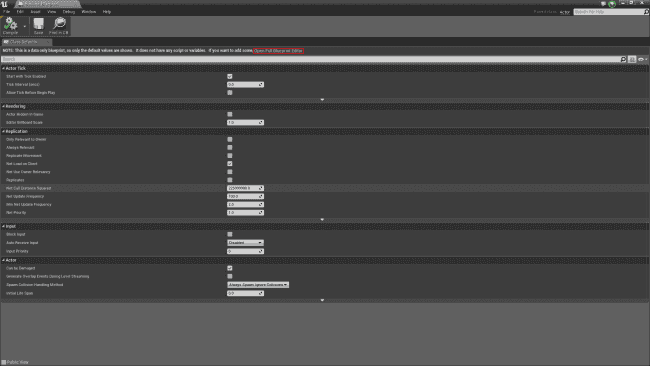 File Edit Asset View Debug Window Help
Actor
Search For Help
Compile Save Find in CB
NOTE: This is a data only blueprint, so only the default values are shown. It does not have any script or variables. If you want to add some, Open Full Blueprint Editor
Search
Actor Tick
Start with Tick Enabled
Tick Interval (secs) 0.0
Allow Tick Before Begin Play
Rendering
Actor Hidden In Game
Editor Billboard Scale 1.0
Replication
Only Relevant to Owner
Always Relevant
Replicate Movement
Net Load on Client
Net Use Owner Relevancy
Replicates
Net Cull Distance Squared 225000000.0
Net Update Frequency 100.0
Min Net Update Frequency 2.0
Net Priority 1.0
Input
Block Input
Auto Receive Input Disabled
Input Priority 0
Actor
Can be Damaged
Generate Overlap Events During Level Streaming
Spawn Collision Handling Method Always Spawn, Ignore Collisions
Initial Life Span 0.0
Public View